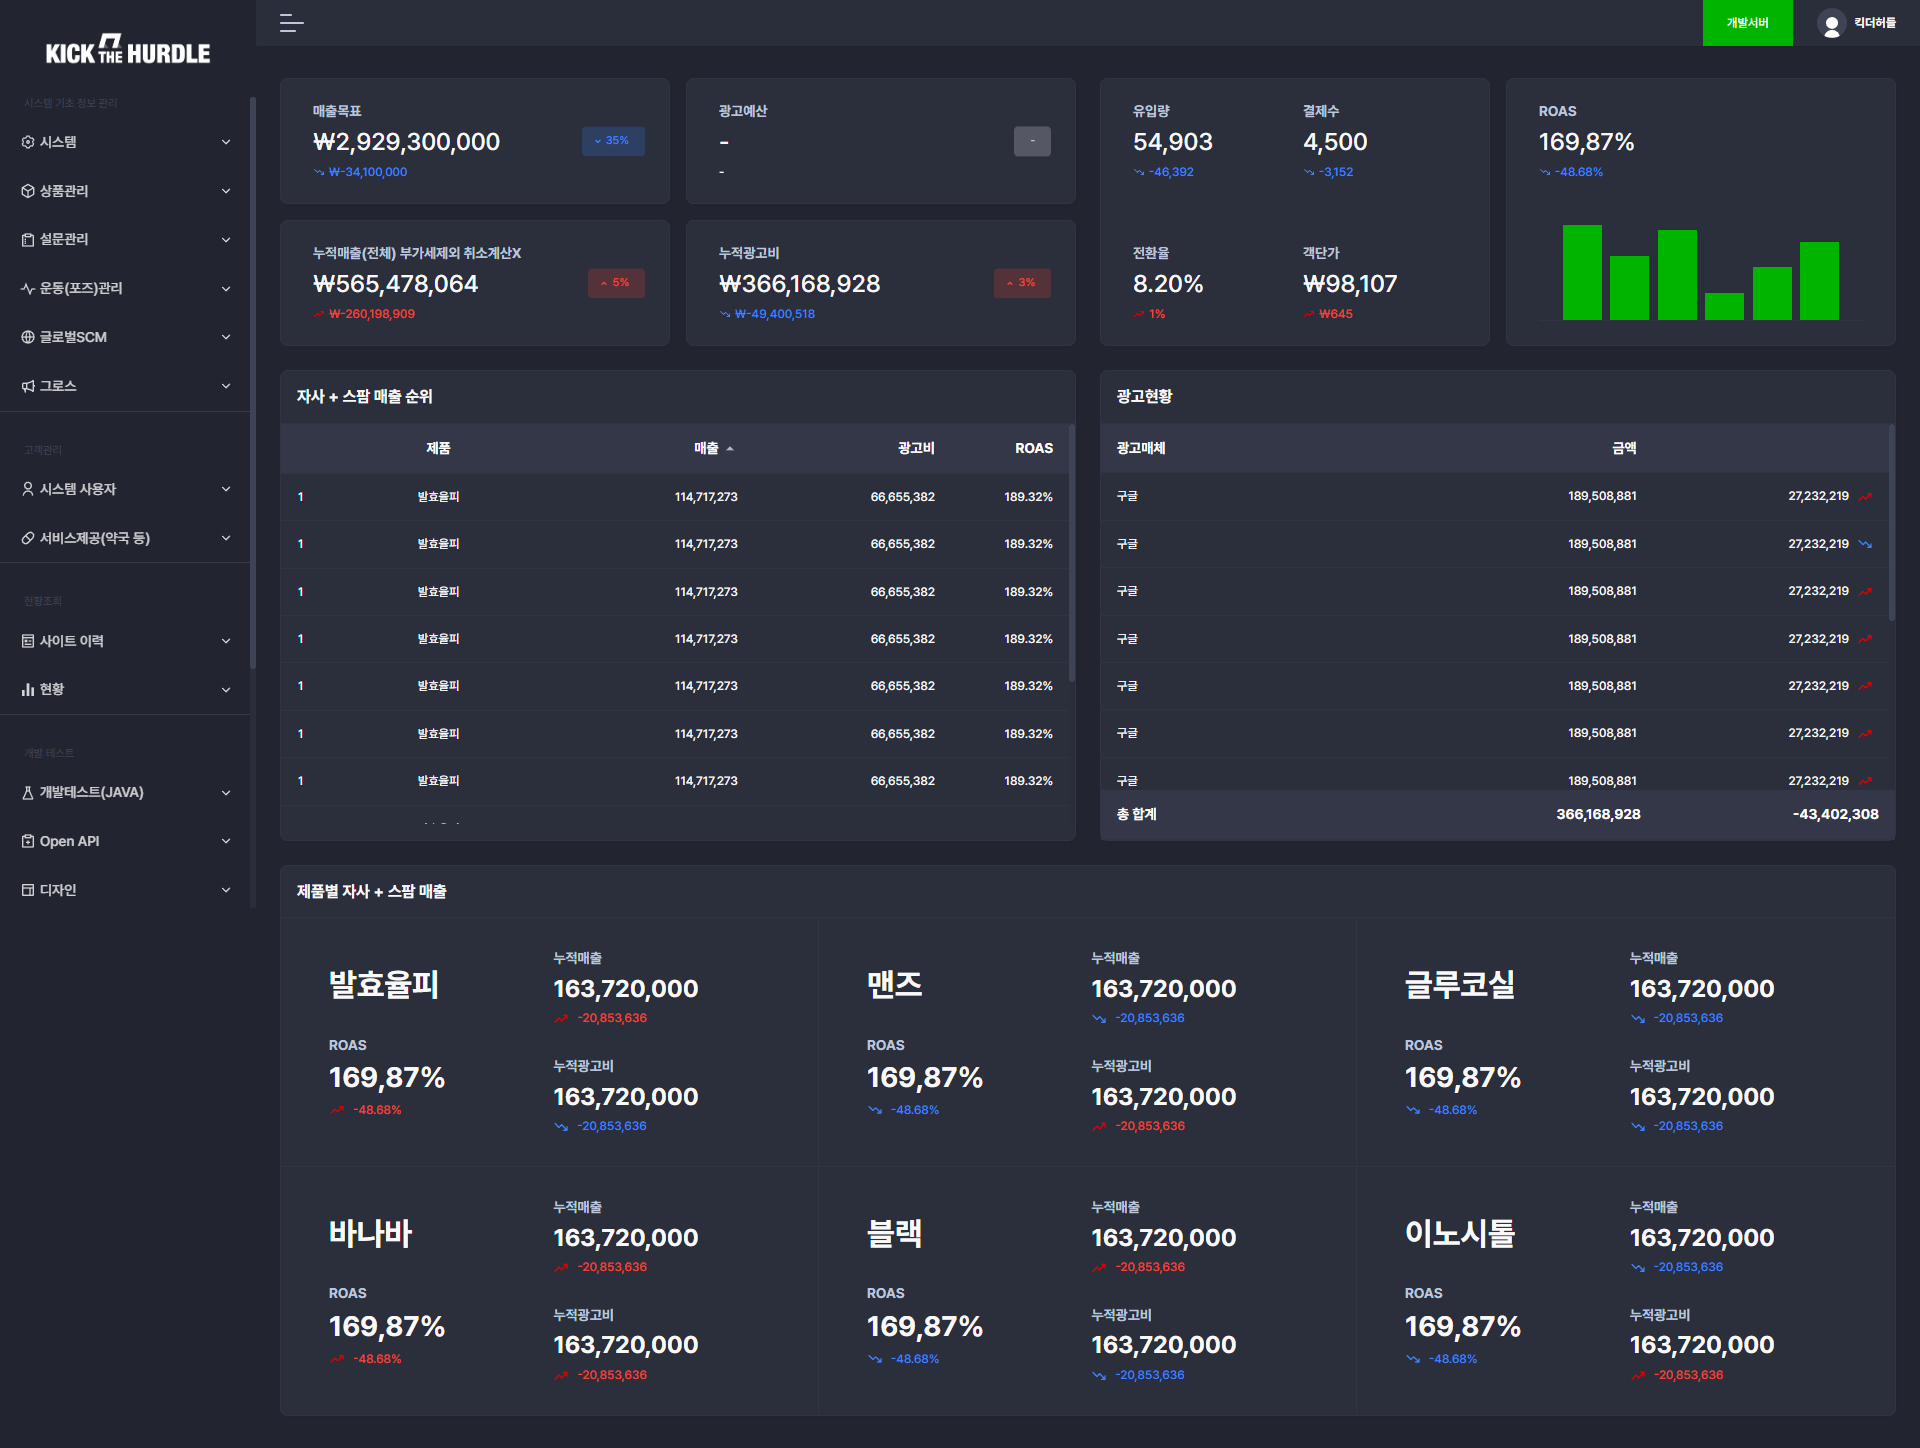 KICK THE HURDLE
시스템 기초 정보 관리
시스템
상품관리
설문관리
운동(포즈)관리
글로벌SCM
그로스
고객관리
시스템 사용자
서비스제공(약국 등)
현황조회
사이트 이력
현황
개발 테스트
개발테스트(JAVA)
Open API
디자인
개발서버
킥더허들
매출목표
₩2,929,300,000
35%
₩-34,100,000
광고예산
-
-
-
유입량
54,903
-46,392
결제수
4,500
-3,152
ROAS
169,87%
-48.68%
누적매출(전체) 부가세제외 취소계산X
₩565,478,064
5%
₩-260,198,909
누적광고비
₩366,168,928
3%
₩-49,400,518
전환율
8.20%
1%
객단가
₩98,107
₩645
자사 + 스팜 매출 순위
제품 매출 광고비 ROAS
1 발효율피 114,717,273 66,655,382 189.32%
1 발효율피 114,717,273 66,655,382 189.32%
1 발효율피 114,717,273 66,655,382 189.32%
1 발효율피 114,717,273 66,655,382 189.32%
1 발효율피 114,717,273 66,655,382 189.32%
1 발효율피 114,717,273 66,655,382 189.32%
1 발효율피 114,717,273 66,655,382 189.32%
광고현황
광고매체 금액
구글 189,508,881 27,232,219
구글 189,508,881 27,232,219
구글 189,508,881 27,232,219
구글 189,508,881 27,232,219
구글 189,508,881 27,232,219
구글 189,508,881 27,232,219
구글 189,508,881 27,232,219
총 합계 366,168,928 -43,402,308
제품별 자사 + 스팜 매출
발효율피
ROAS
169,87%
-48.68%
누적매출
163,720,000
-20,853,636
누적광고비
163,720,000
-20,853,636
맨즈
ROAS
169,87%
-48.68%
누적매출
163,720,000
-20,853,636
누적광고비
163,720,000
-20,853,636
글루코실
ROAS
169,87%
-48.68%
누적매출
163,720,000
-20,853,636
누적광고비
163,720,000
-20,853,636
바나바
ROAS
169,87%
-48.68%
누적매출
163,720,000
-20,853,636
누적광고비
163,720,000
-20,853,636
블랙
ROAS
169,87%
-48.68%
누적매출
163,720,000
-20,853,636
누적광고비
163,720,000
-20,853,636
이노시톨
ROAS
169,87%
-48.68%
누적매출
163,720,000
-20,853,636
누적광고비
163,720,000
-20,853,636